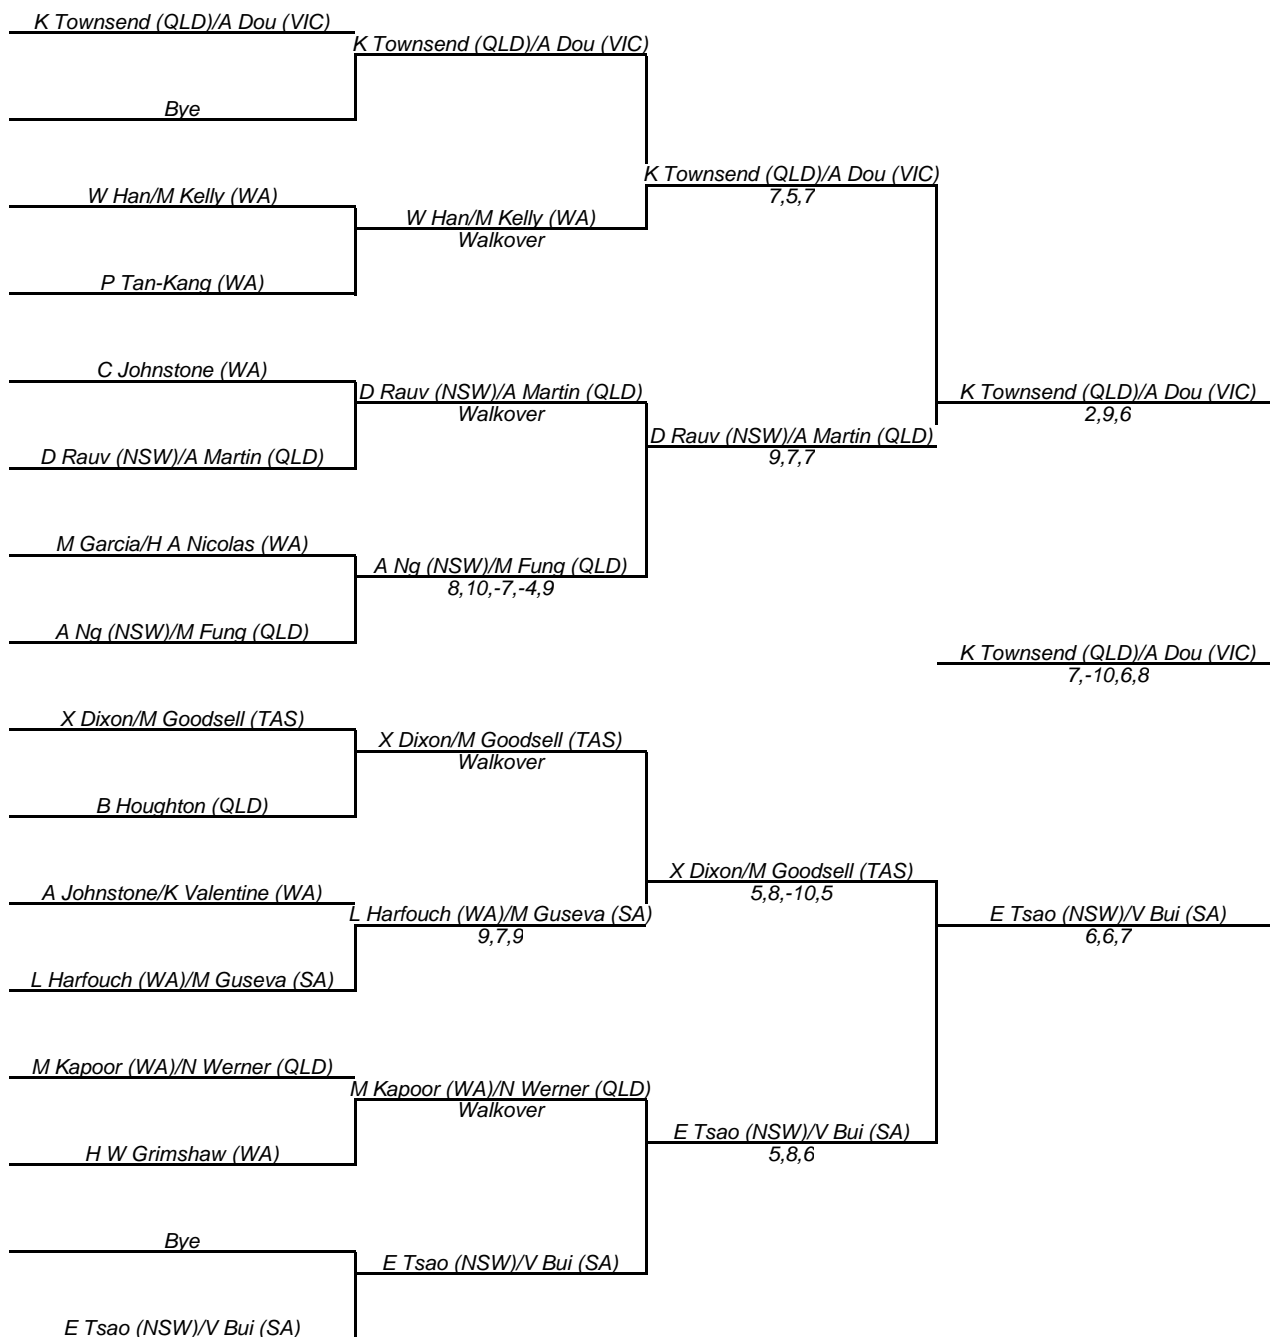 K Townsend (QLD)/A Dou (VIC)
K Townsend (QLD)/A Dou (VIC)
Bye
K Townsend (QLD)/A Dou (VIC)
7,5,7
W Han/M Kelly (WA)
W Han/M Kelly (WA)
Walkover
P Tan-Kang (WA)
C Johnstone (WA)
D Rauv (NSW)/A Martin (QLD)
Walkover
K Townsend (QLD)/A Dou (VIC)
2,9,6
D Rauv (NSW)/A Martin (QLD)
9,7,7
D Rauv (NSW)/A Martin (QLD)
M Garcia/H A Nicolas (WA)
A Ng (NSW)/M Fung (QLD)
8,10,-7,-4,9
A Ng (NSW)/M Fung (QLD)
K Townsend (QLD)/A Dou (VIC)
7,-10,6,8
X Dixon/M Goodsell (TAS)
X Dixon/M Goodsell (TAS)
Walkover
B Houghton (QLD)
X Dixon/M Goodsell (TAS)
5,8,-10,5
A Johnstone/K Valentine (WA)
L Harfouch (WA)/M Guseva (SA)
9,7,9
E Tsao (NSW)/V Bui (SA)
6,6,7
L Harfouch (WA)/M Guseva (SA)
M Kapoor (WA)/N Werner (QLD)
M Kapoor (WA)/N Werner (QLD)
Walkover
E Tsao (NSW)/V Bui (SA)
5,8,6
H W Grimshaw (WA)
Bye
E Tsao (NSW)/V Bui (SA)
E Tsao (NSW)/V Bui (SA)